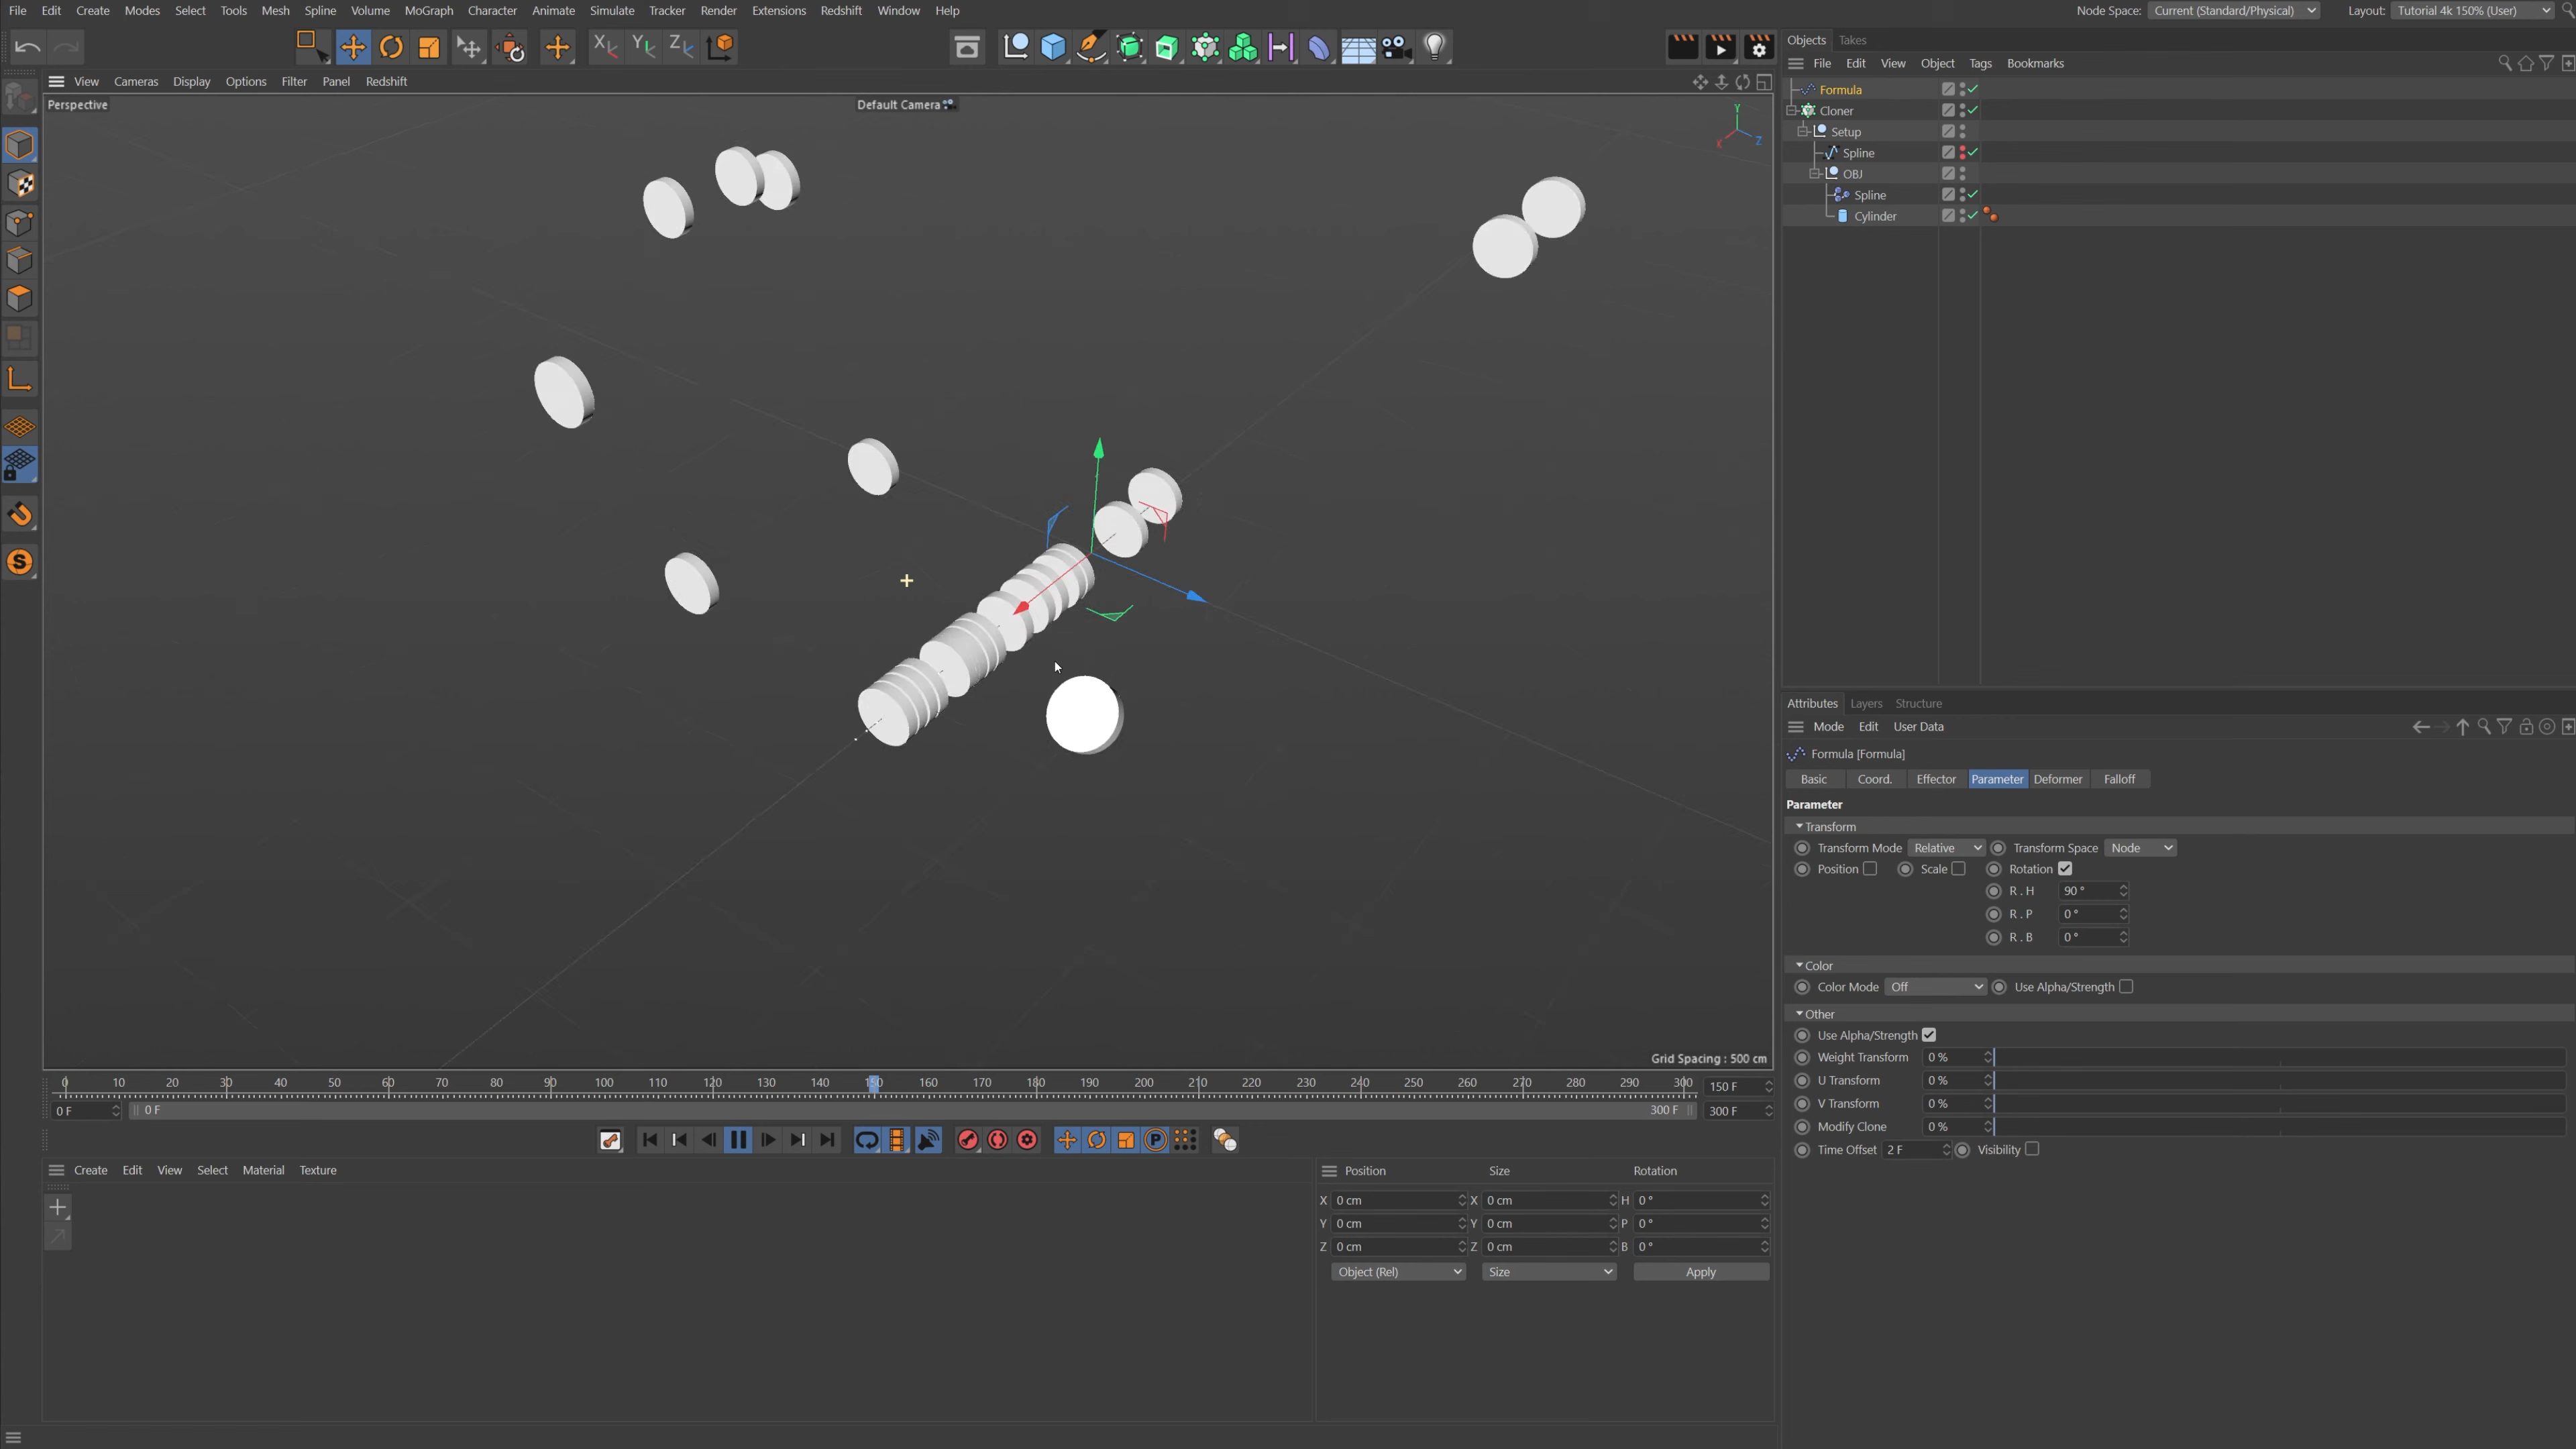 File Edit Create Modes Select Tools Mesh Spline Volume MoGraph Character Animate Simulate Tracker Render Extensions Redshift Window Help
Node Space: Current (Standard/Physical) Layout: Tutorial 4k 150% (User)
Objects Takes
File Edit View Object Tags Bookmarks
View Cameras Display Options Filter Panel Redshift
Perspective
Default Camera
Y
X
Z
Formula
Cloner
Setup
Spline
OBJ
Spline
Cylinder
Grid Spacing : 500 cm
0 10 20 30 40 50 60 70 80 90 100 110 120 130 140 150 160 170 180 190 200 210 220 230 240 250 260 270 280 290 300 150 F
0 F 0 F 300 F 300 F
Create Edit View Select Material Texture
Position Size Rotation
X 0 cm X 0 cm H 0 °
Y 0 cm Y 0 cm P 0 °
Z 0 cm Z 0 cm B 0 °
Object (Rel) Size Apply
Attributes Layers Structure
Mode Edit User Data
Formula [Formula]
Basic Coord. Effector Parameter Deformer Falloff
Parameter
Transform
Transform Mode Relative Transform Space Node
Position Scale Rotation
R . H 90 °
R . P 0 °
R . B 0 °
Color
Color Mode Off Use Alpha/Strength
Other
Use Alpha/Strength
Weight Transform 0 %
U Transform 0 %
V Transform 0 %
Modify Clone 0 %
Time Offset 2 F Visibility